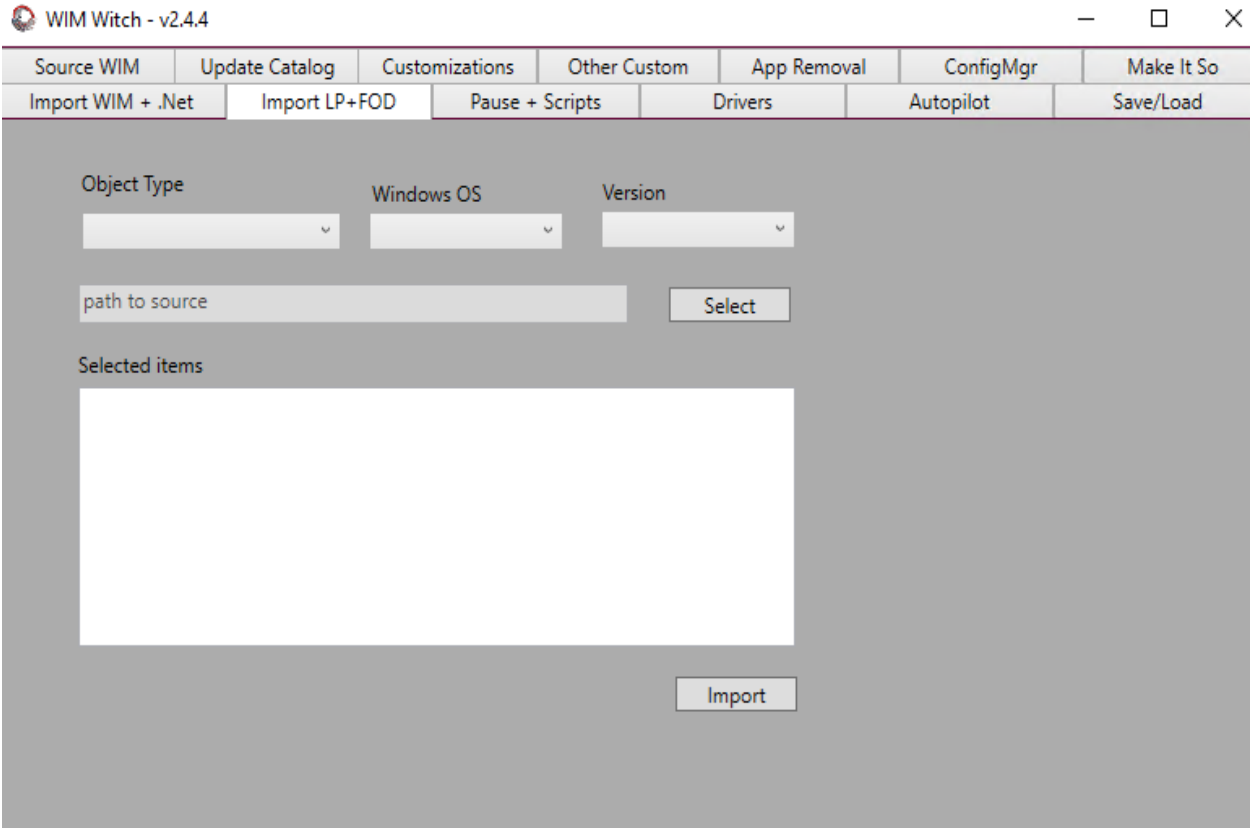 WIM Witch - v2.4.4
Source WIM Update Catalog Customizations Other Custom App Removal ConfigMgr Make It So
Import WIM + .Net Import LP+FOD Pause + Scripts Drivers Autopilot Save/Load
Object Type Windows OS Version
path to source Select
Selected items
Import